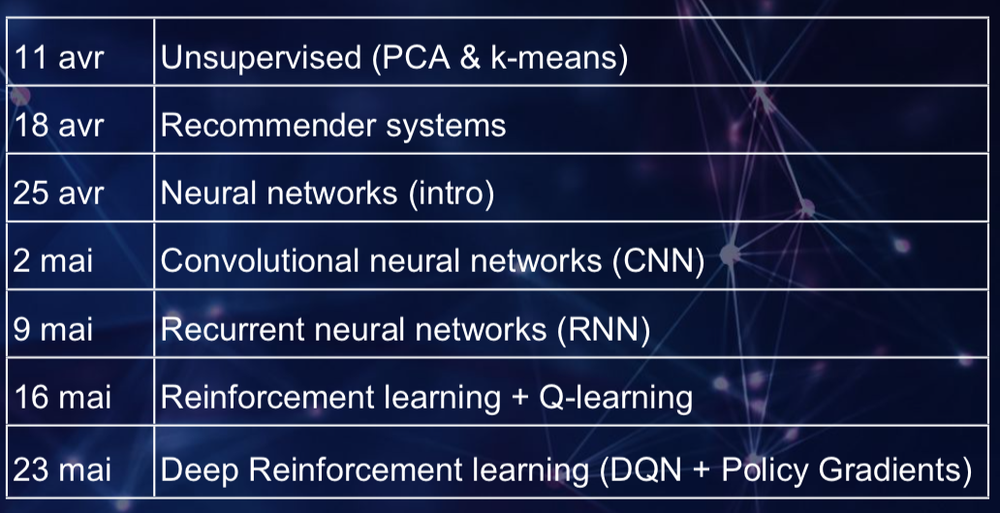 11 avr Unsupervised (PCA & k-means)
18 avr Recommender systems
25 avr Neural networks (intro)
2 mai Convolutional neural networks (CNN)
9 mai Recurrent neural networks (RNN)
16 mai Reinforcement learning + Q-learning
23 mai Deep Reinforcement learning (DQN + Policy Gradients)